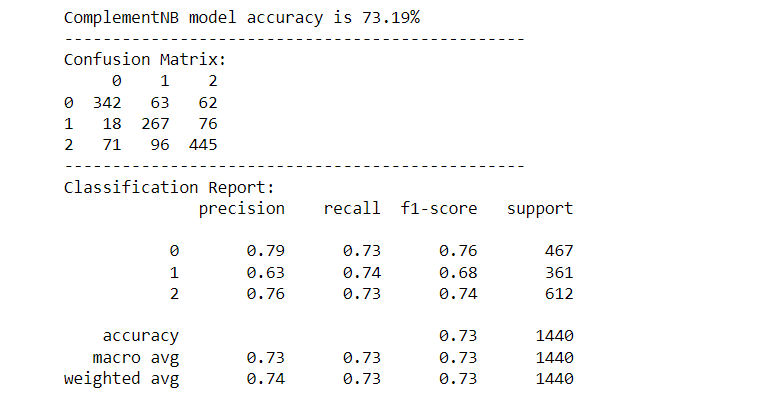 ComplementNB model accuracy is 73.19%
------------------------------------------------
Confusion Matrix:
     0    1    2
0  342   63   62
1   18  267   76
2   71   96  445
------------------------------------------------
Classification Report:
              precision    recall  f1-score   support

           0       0.79      0.73      0.76       467
           1       0.63      0.74      0.68       361
           2       0.76      0.73      0.74       612

    accuracy                           0.73      1440
   macro avg       0.73      0.73      0.73      1440
weighted avg       0.74      0.73      0.73      1440